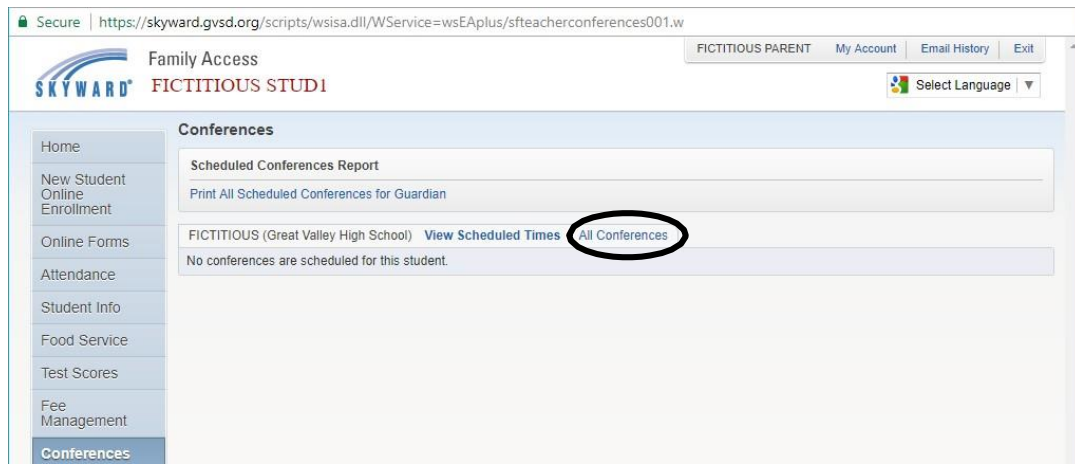 Secure | https://skyward.gvsd.org/scripts/wsisa.dll/WService=wsEAplus/sfteacherconferences001.w
FICTITIOUS PARENT My Account Email History Exit
Family Access
SKYWARD® FICTITIOUS STUD1
Select Language
Conferences
Home
Scheduled Conferences Report
New Student
Online
Enrollment
Print All Scheduled Conferences for Guardian
Online Forms
FICTITIOUS (Great Valley High School) View Scheduled Times All Conferences
No conferences are scheduled for this student.
Attendance
Student Info
Food Service
Test Scores
Fee
Management
Conferences